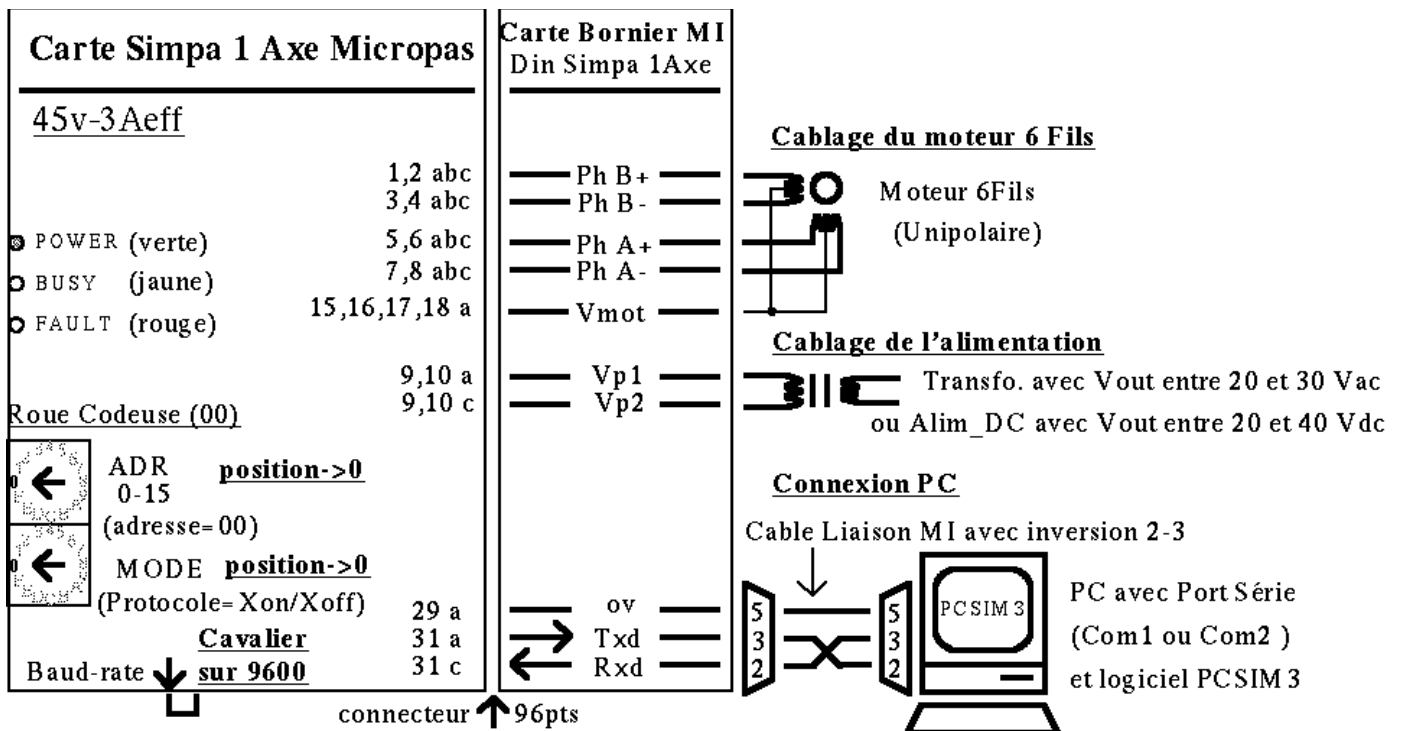 Carte Simpa 1 Axe Micropas
45v-3Aeff
1,2 abc
3,4 abc
POWER (verte)
5,6 abc
BUSY (jaune)
7,8 abc
FAULT (rouge)
15,16,17,18 a
9,10 a
9,10 c
Roue Codeuse (00)
0
ADR
0-15
position->0
(adresse=00)
0
MODE position->0
(Protocole=Xon/Xoff)
29 a
Cavalier
31 a
Baud-rate
sur 9600
31 c
connecteur 96pts
Carte Bornier MI
Din Simpa 1Axe
Ph B+
Ph B-
Ph A+
Ph A-
Vmot
Vp1
Vp2
ov
Txd
Rxd
Cablage du moteur 6 Fils
Moteur 6Fils
(Unipolaire)
Cablage de l'alimentation
Transfo. avec Vout entre 20 et 30 Vac
ou Alim_DC avec Vout entre 20 et 40 Vdc
Connexion PC
Cable Liaison MI avec inversion 2-3
5
3
2
5
3
2
PCSIM3
PC avec Port Série
(Com1 ou Com2 )
et logiciel PCSIM3